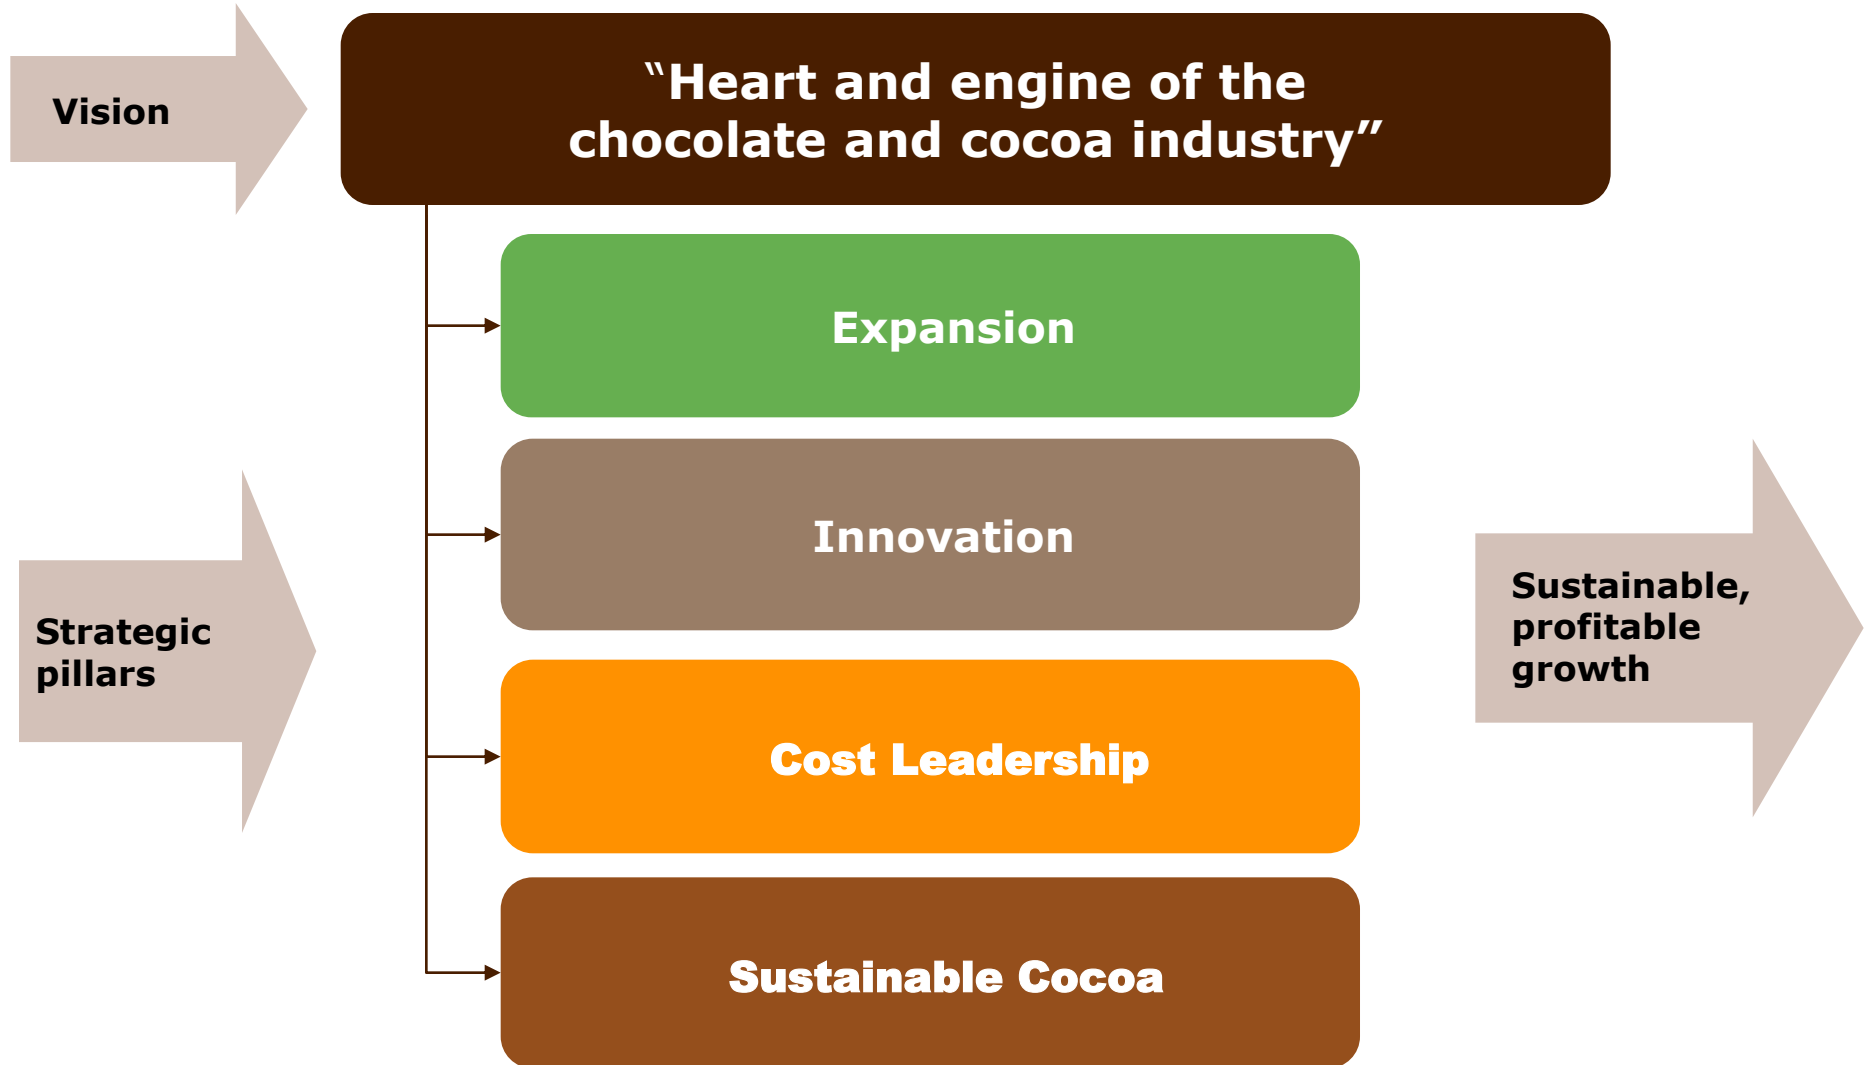 Vision
“Heart and engine of the
chocolate and cocoa industry”
Expansion
Innovation
Strategic
pillars
Sustainable,
profitable
growth
Cost Leadership
Sustainable Cocoa